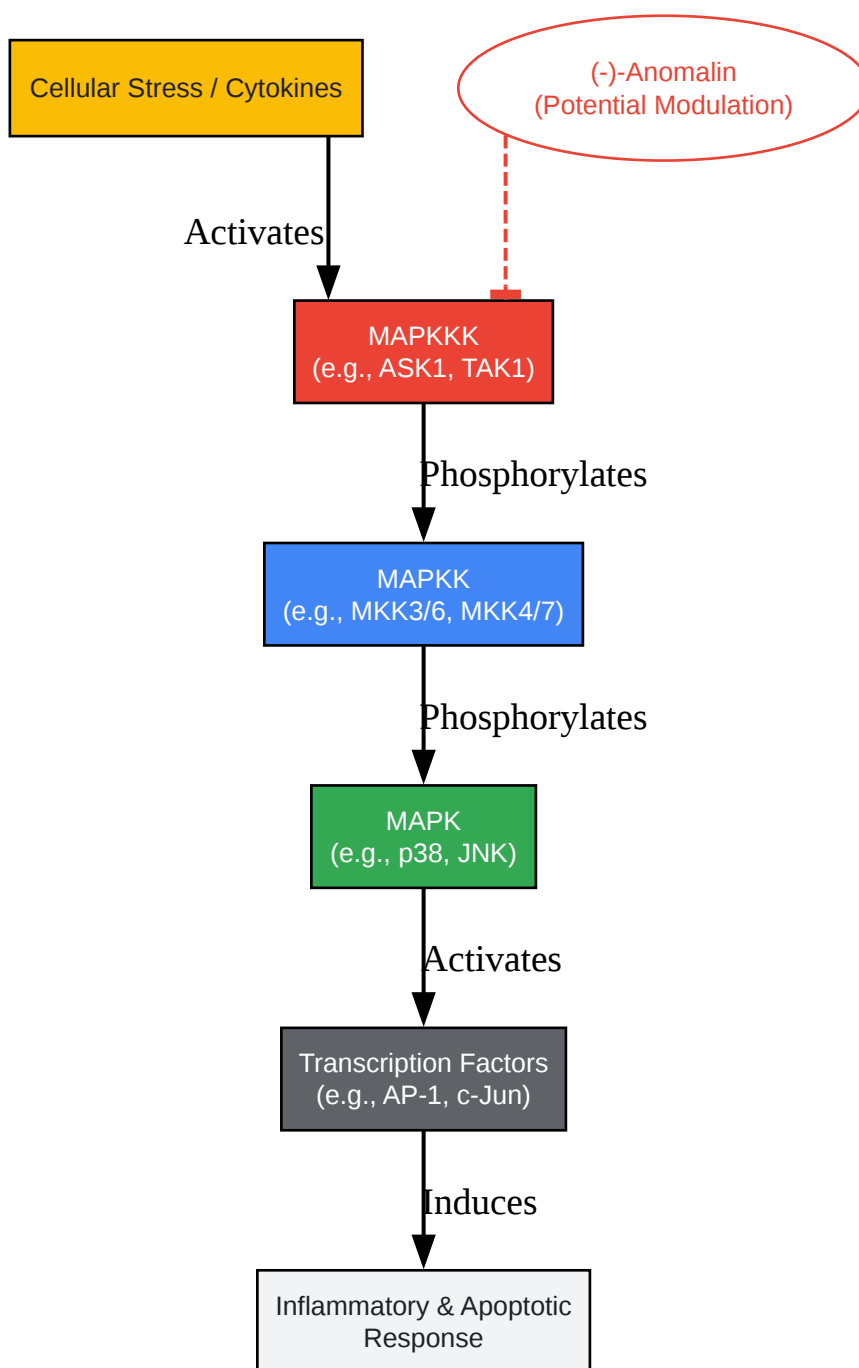 Cellular Stress / Cytokines
(-)-Anomalin
(Potential Modulation)
Activates
MAPKKK
(e.g., ASK1, TAK1)
Phosphorylates
MAPKK
(e.g., MKK3/6, MKK4/7)
Phosphorylates
MAPK
(e.g., p38, JNK)
Activates
Transcription Factors
(e.g., AP-1, c-Jun)
Induces
Inflammatory & Apoptotic
Response